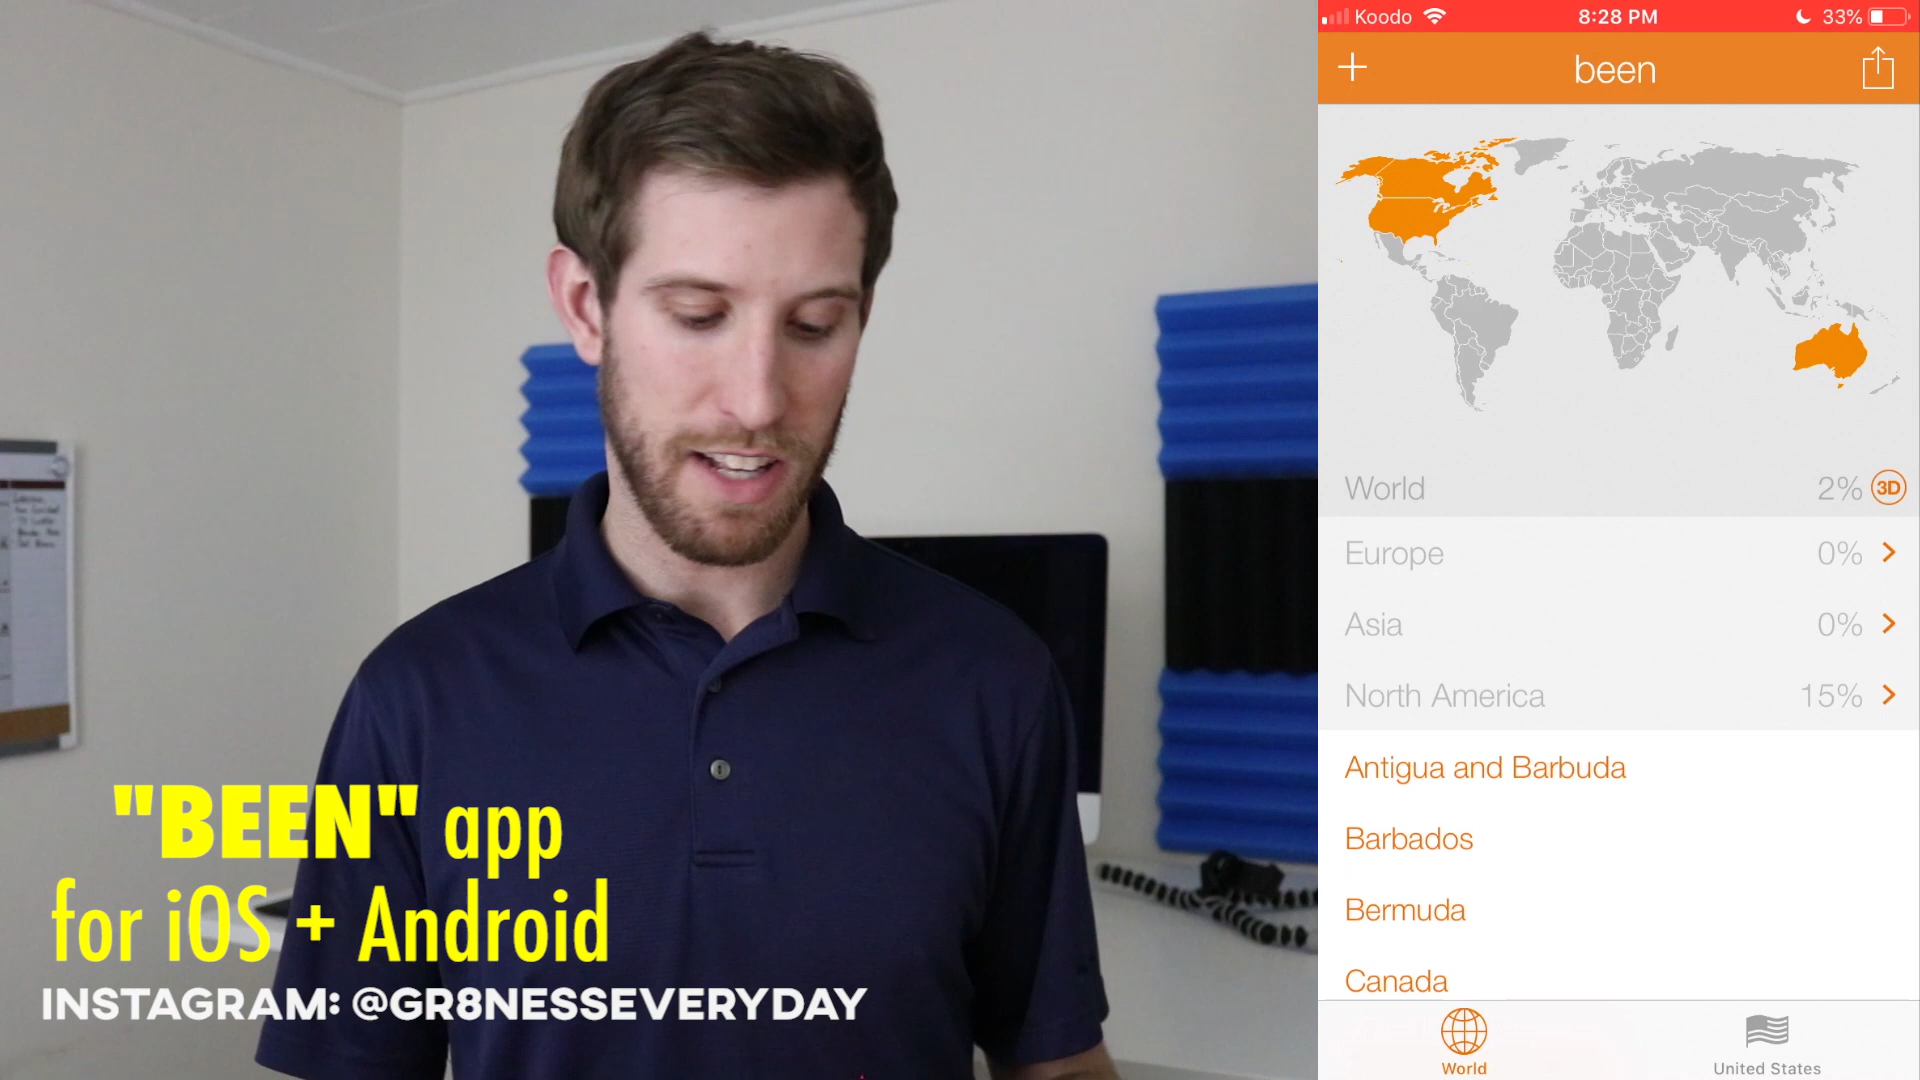 "BEEN" app
for iOS + Android
INSTAGRAM: @GR8NESSEVERYDAY
Koodo 8:28 PM 33%
been
World 2% 3D
Europe 0%
Asia 0%
North America 15%
Antigua and Barbuda
Barbados
Bermuda
Canada
World United States